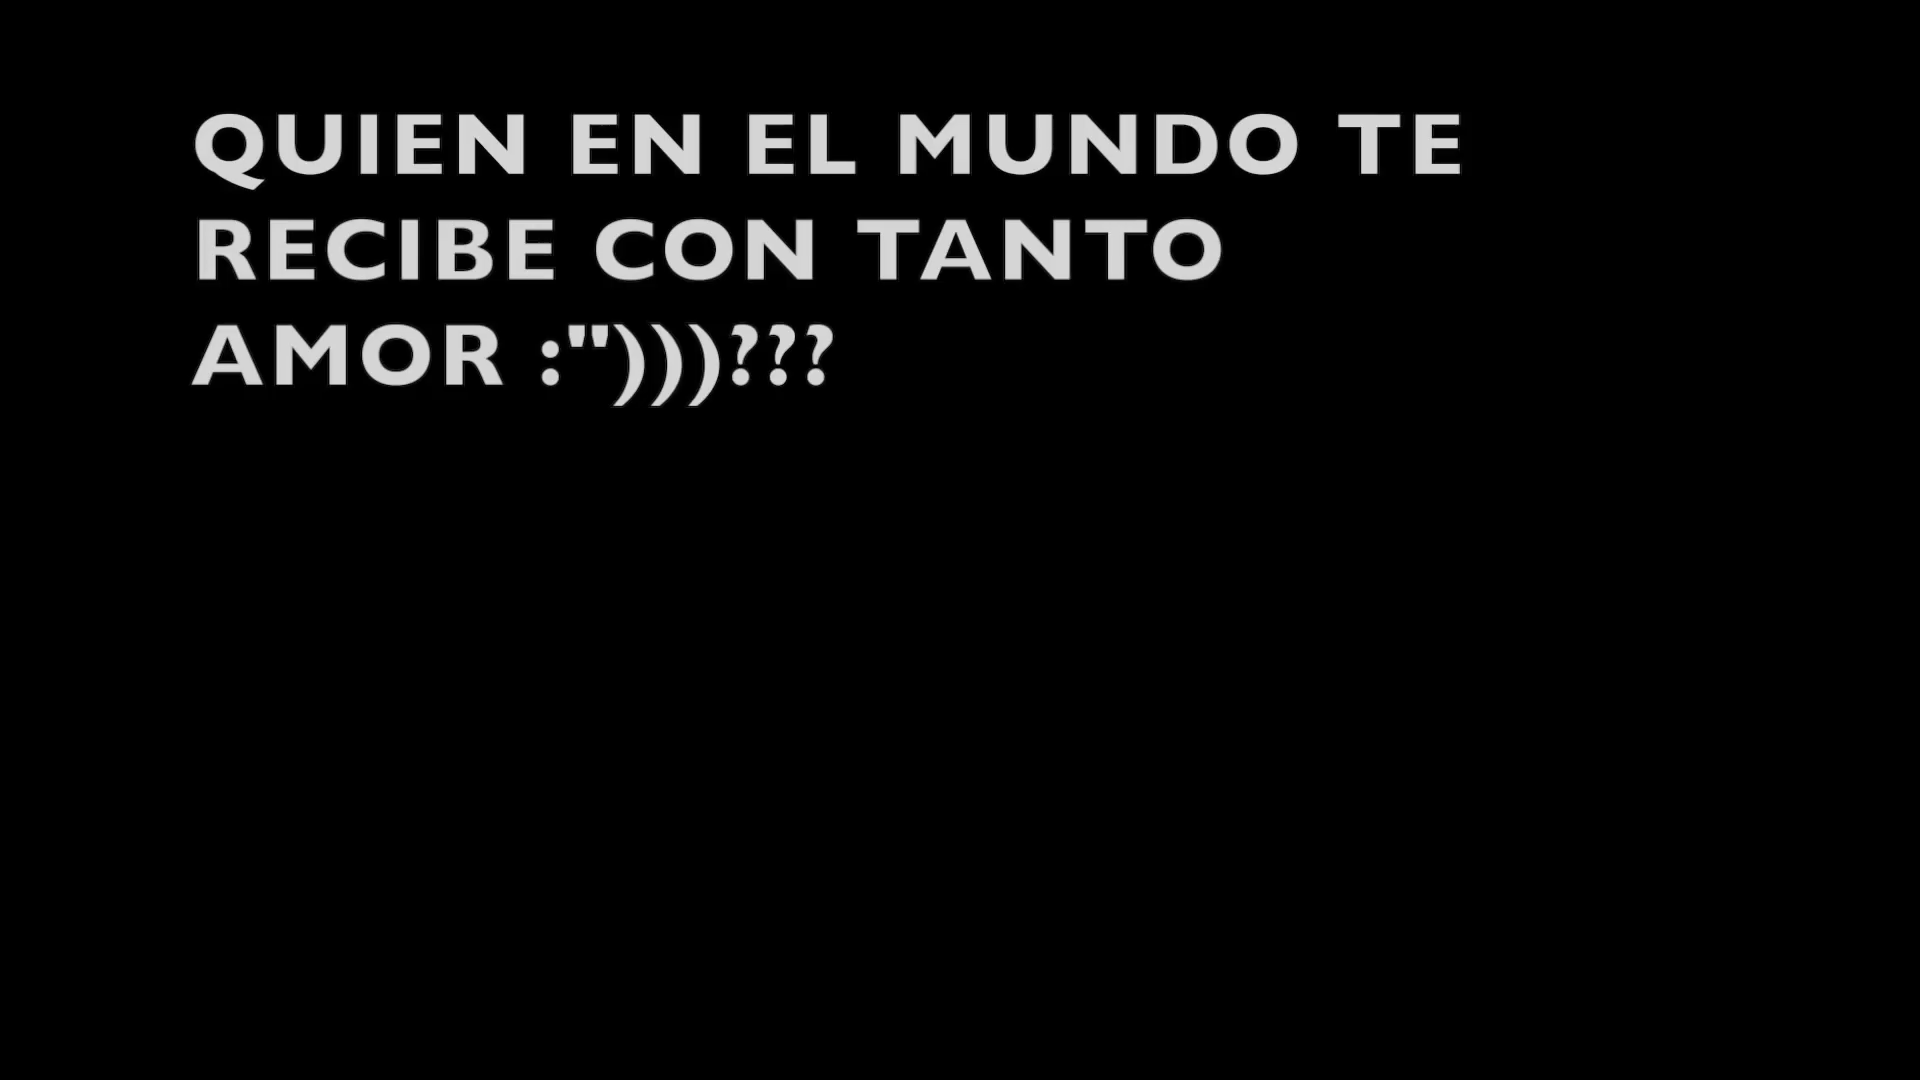 QUIEN EN EL MUNDO TE
RECIBE CON TANTO
AMOR :")))???